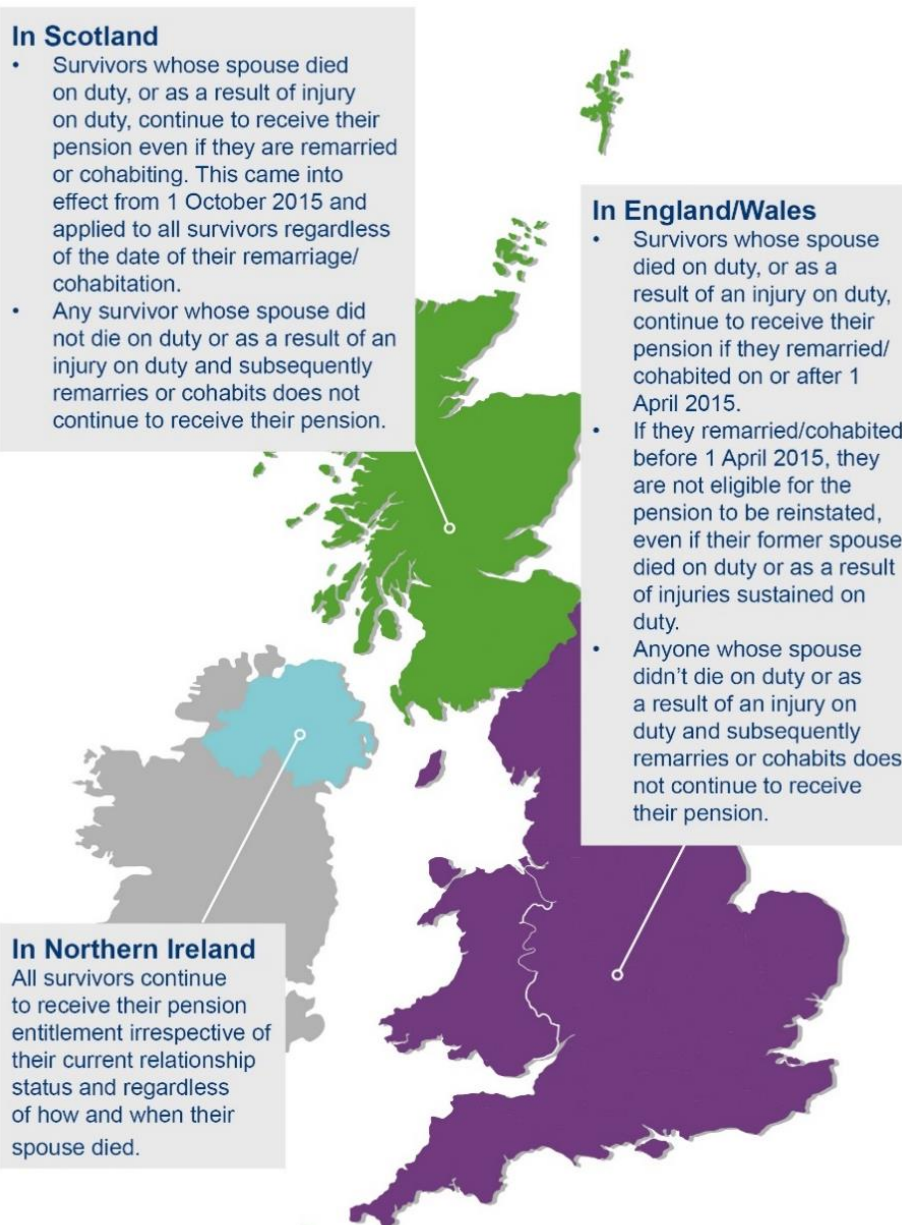 In Scotland
• Survivors whose spouse died
on duty, or as a result of injury
on duty, continue to receive their
pension even if they are remarried
or cohabiting. This came into
effect from 1 October 2015 and
applied to all survivors regardless
of the date of their remarriage/
cohabitation.
• Any survivor whose spouse did
not die on duty or as a result of an
injury on duty and subsequently
remarries or cohabits does not
continue to receive their pension.
In England/Wales
• Survivors whose spouse
died on duty, or as a
result of an injury on duty,
continue to receive their
pension if they remarried/
cohabited on or after 1
April 2015.
• If they remarried/cohabited
before 1 April 2015, they
are not eligible for the
pension to be reinstated,
even if their former spouse
died on duty or as a result
of injuries sustained on
duty.
• Anyone whose spouse
didn’t die on duty or as
a result of an injury on
duty and subsequently
remarries or cohabits does
not continue to receive
their pension.
In Northern Ireland
All survivors continue
to receive their pension
entitlement irrespective of
their current relationship
status and regardless
of how and when their
spouse died.